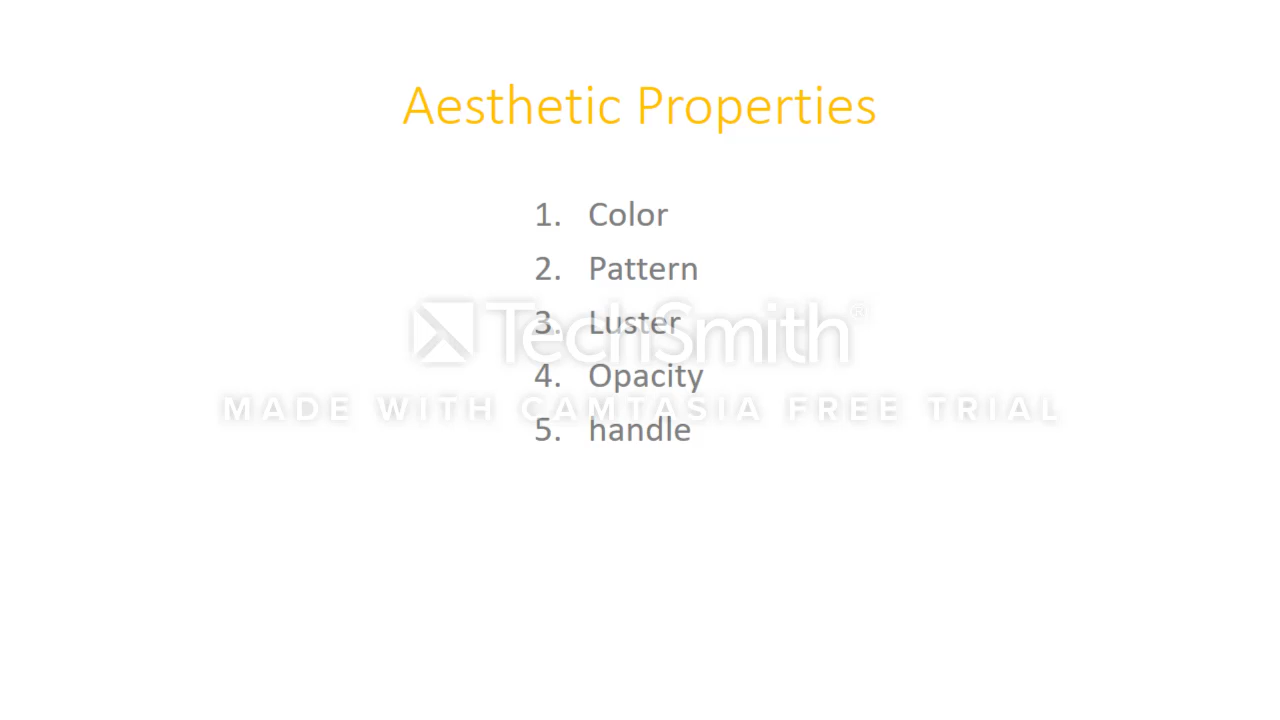 Aesthetic Properties
1. Color
2. Pattern
3. Luster
TechSmith®
4. Opacity
MADE WITH CAMTASIA FREE TRIAL
5. handle